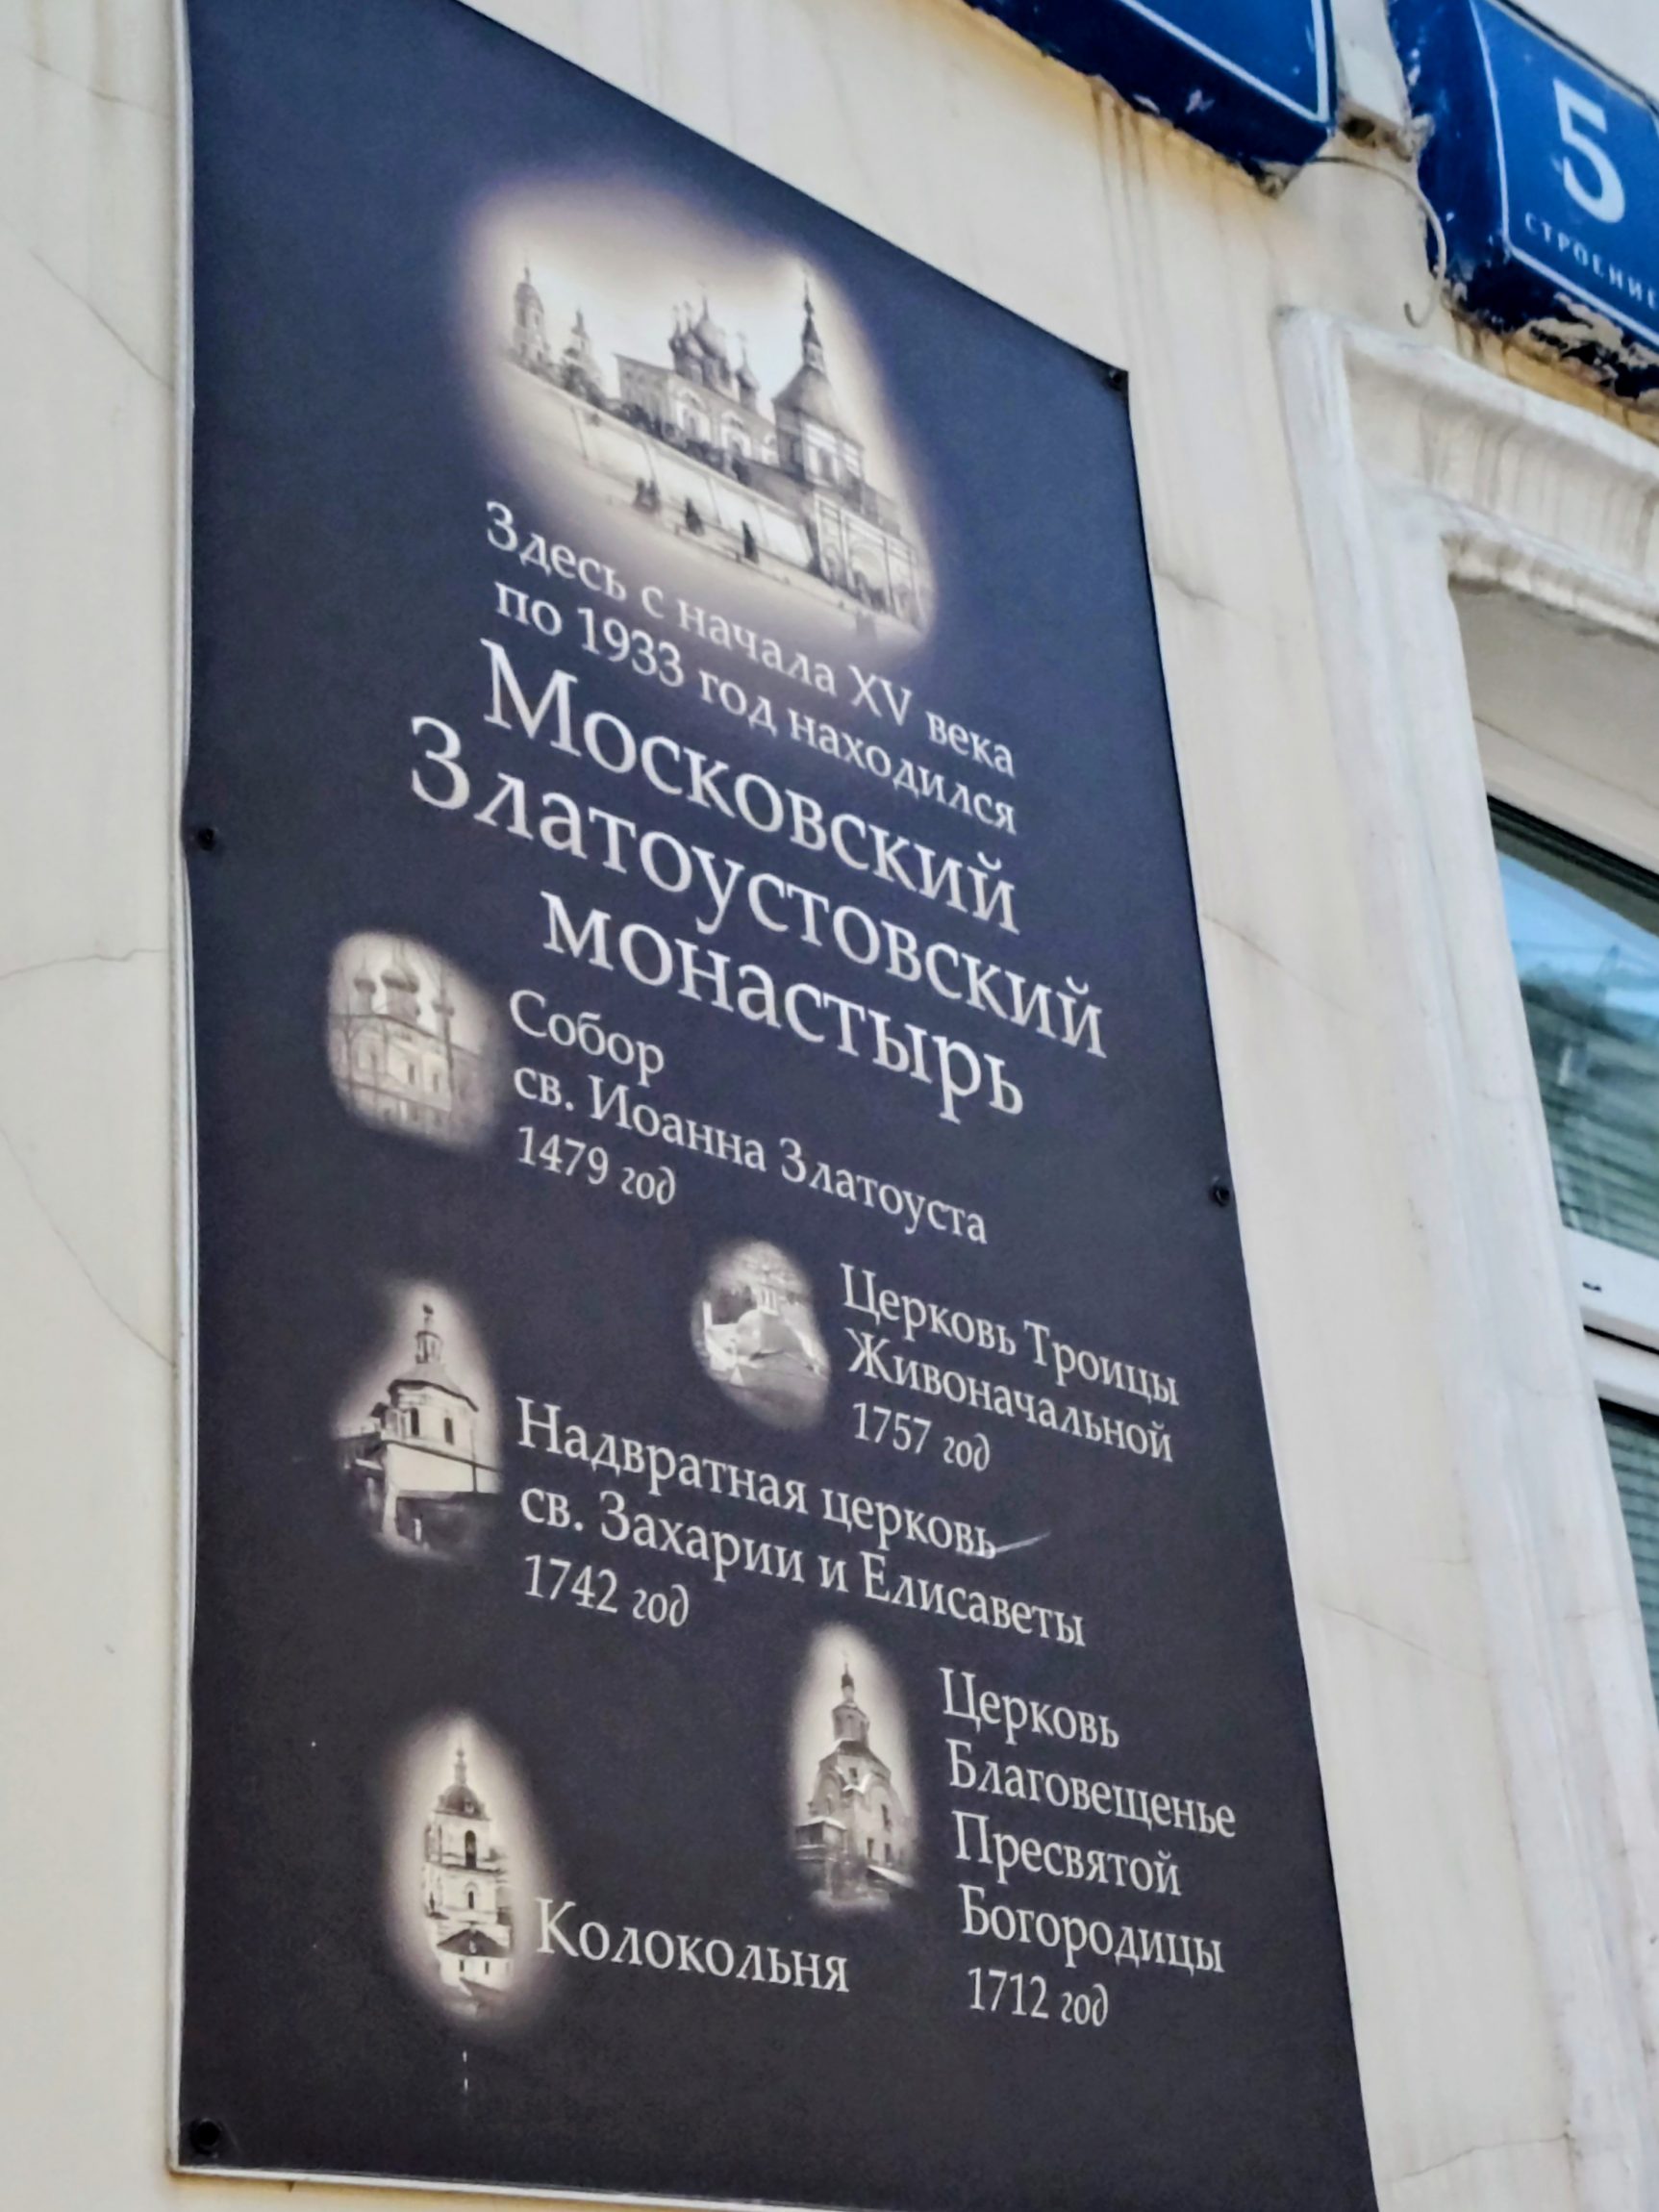 5
СТРОЕНИЕ
Здесь с начала XV века
по 1933 год находился
Московский
Златоустовский
монастырь
Собор
св. Иоанна Златоуста
1479 год
Церковь Троицы
Живоначальной
1757 год
Надвратная церковь
св. Захарии и Елисаветы
1742 год
Церковь
Благовещенье
Пресвятой
Богородицы
1712 год
Колокольня